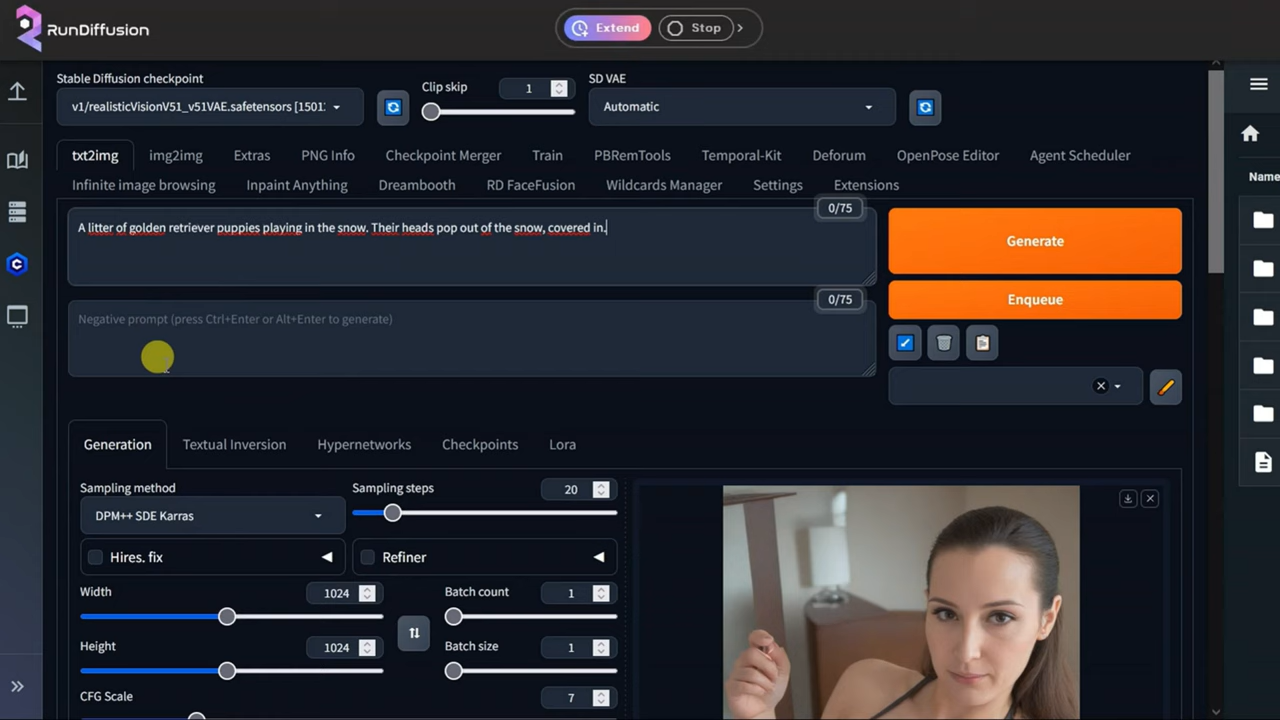 RunDiffusion
Extend
Stop
Stable Diffusion checkpoint
v1/realisticVisionV51_v51VAE.safetensors [1501:
Clip skip
1
SD VAE
Automatic
txt2img
img2img
Extras
PNG Info
Checkpoint Merger
Train
PBRemTools
Temporal-Kit
Deforum
OpenPose Editor
Agent Scheduler
Infinite image browsing
Inpaint Anything
Dreambooth
RD FaceFusion
Wildcards Manager
Settings
Extensions
Name
0/75
A litter of golden retriever puppies playing in the snow. Their heads pop out of the snow, covered in.
Generate
0/75
Enqueue
Negative prompt (press Ctrl+Enter or Alt+Enter to generate)
Generation
Textual Inversion
Hypernetworks
Checkpoints
Lora
Sampling method
DPM++ SDE Karras
Sampling steps
20
Hires. fix
Refiner
Width
1024
Batch count
1
Height
1024
Batch size
1
CFG Scale
7